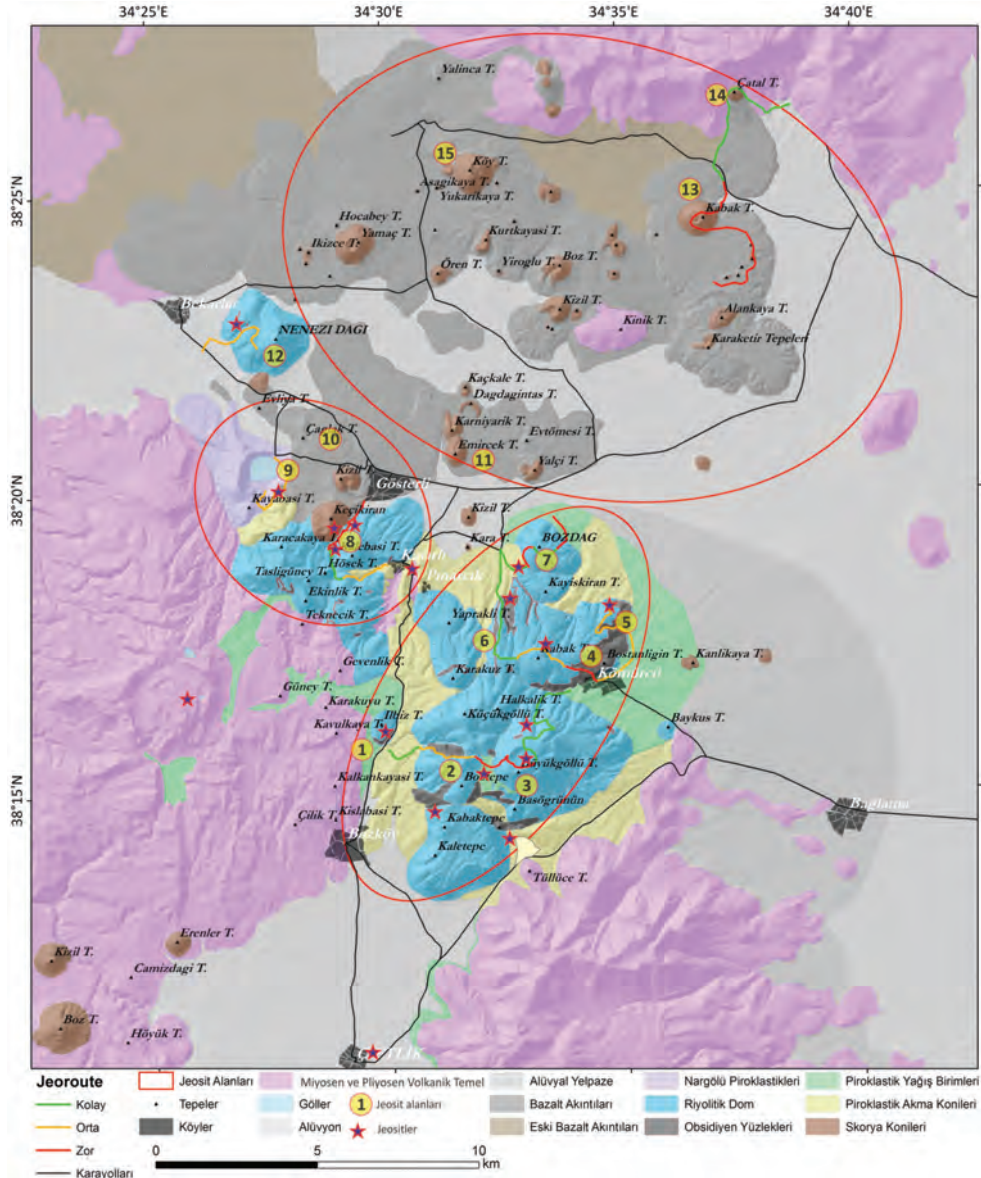 34°25'E 34°30'E 34°35'E 34°40'E
38°25'N
38°20'N
38°15'N
Yalinca T.
Çatal T.
14
15
Köy T.
Asagikaya T.
Yukarikaya T.
13
Kabak T.
Hocabey T.
Yamaç T.
Ikizce T.
Kurtkayasi T.
Ören T.
Yiroglu T.
Boz T.
Kizil T.
Kinik T.
Alankaya T.
Karaketir Tepeleri
NENEZI DAGI
12
Kaçkale T.
Dagdagintas T.
Karniyarik T.
Evtömesi T.
Emircek T.
11
Yalçi T.
10
9
Kizil T.
Gösterli
Kayabasi T.
Keçikiran
Kizil T.
Karacakaya T.
8
Kara T.
BOZDAG
7
Hösek T.
Tasligüney T.
Ekinlik T.
Teknecik T.
Kayiskiran T.
Yaprakli T.
5
6
Kabak T.
4
Bostanligin T.
Kanlikaya T.
Gevenlik T.
Karakuz T.
Kömürcü
Güney T.
Karakuyu T.
Halkalik T.
Küçükgöllü T.
Kavulkaya T.
Baykus T.
1
2
Büyükgöllü T.
3
Kalkankayasi T.
Boztepe
Basögrünün
Çilik T.
Kislabasi T.
Kabaktepe
Bozköy
Kaletepe
Tüllüce T.
Erenler T.
Kizil T.
Camizdagi T.
Boz T.
Höyük T.
Jeoroute
Kolay
Orta
Zor
Karayolları
Jeosit Alanları
Tepeler
Köyler
Miyosen ve Pliyosen Volkanik Temel
Göller
Alüvyon
1
Jeosit alanları
Jeositler
Alüvyal Yelpaze
Bazalt Akıntıları
Eski Bazalt Akıntıları
Nargölü Piroklastikleri
Riyolitik Dom
Obsidiyen Yüzlekleri
Piroklastik Yağış Birimleri
Piroklastik Akma Konileri
Skorya Konileri
0 5 10
km